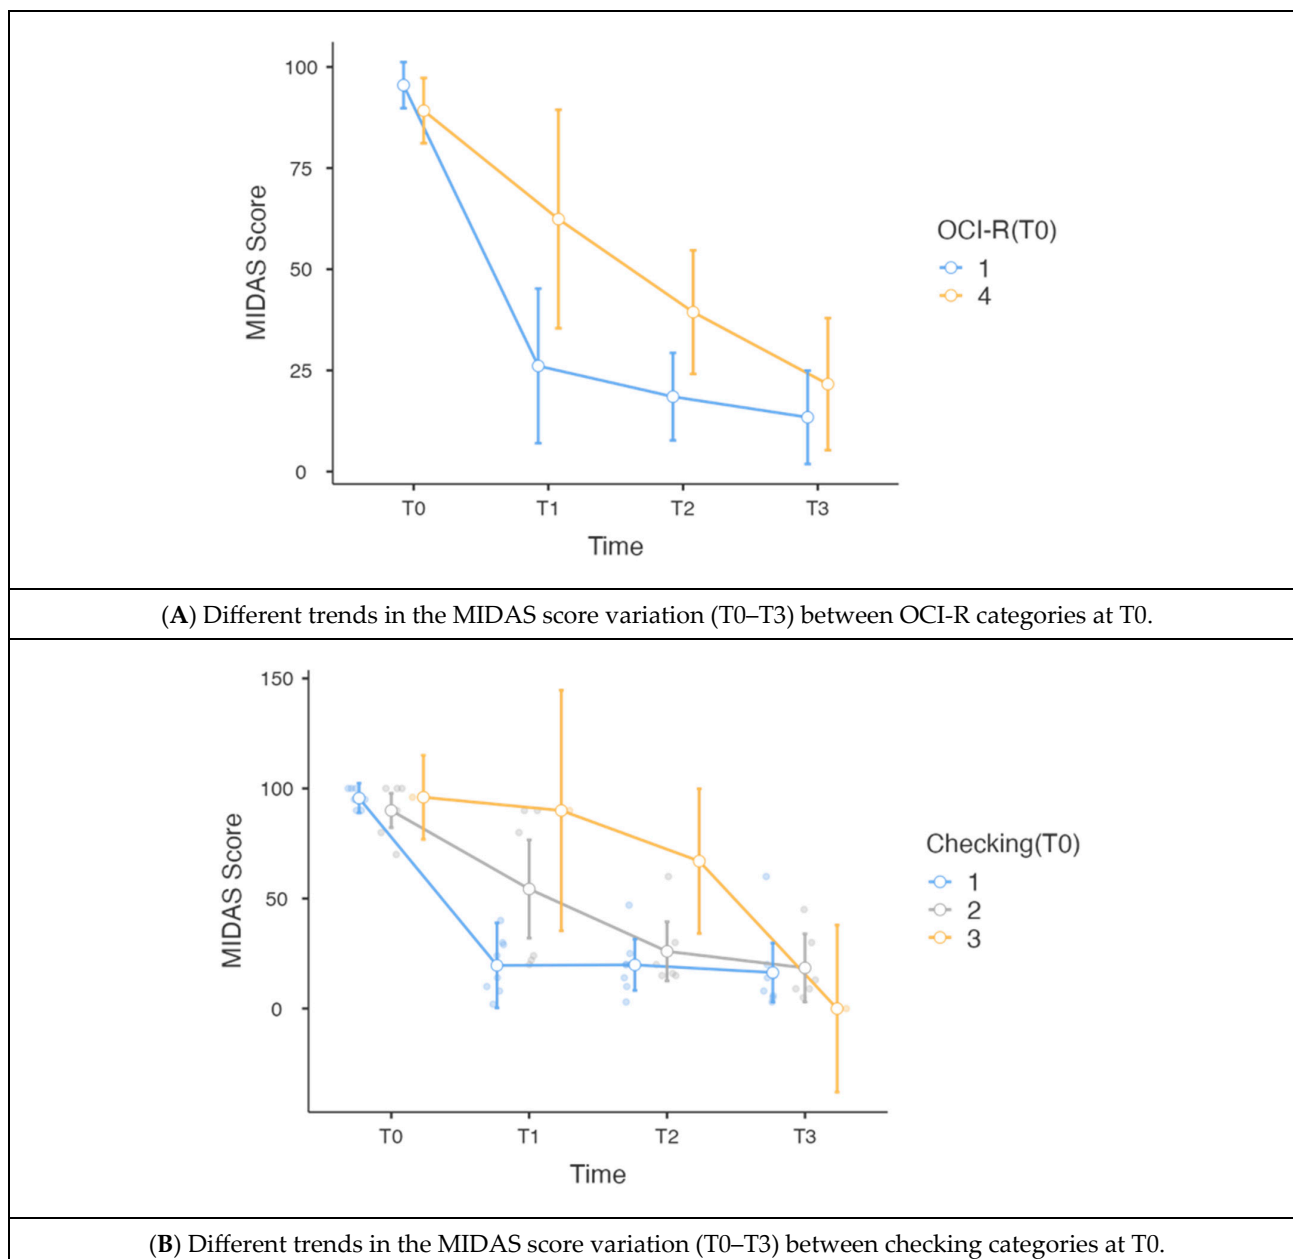 100
75
50
25
0
MIDAS Score
T0 T1 T2 T3
Time
OCI-R(T0)
1
4
(A) Different trends in the MIDAS score variation (T0–T3) between OCI-R categories at T0.
150
100
50
0
MIDAS Score
T0 T1 T2 T3
Time
Checking(T0)
1
2
3
(B) Different trends in the MIDAS score variation (T0–T3) between checking categories at T0.